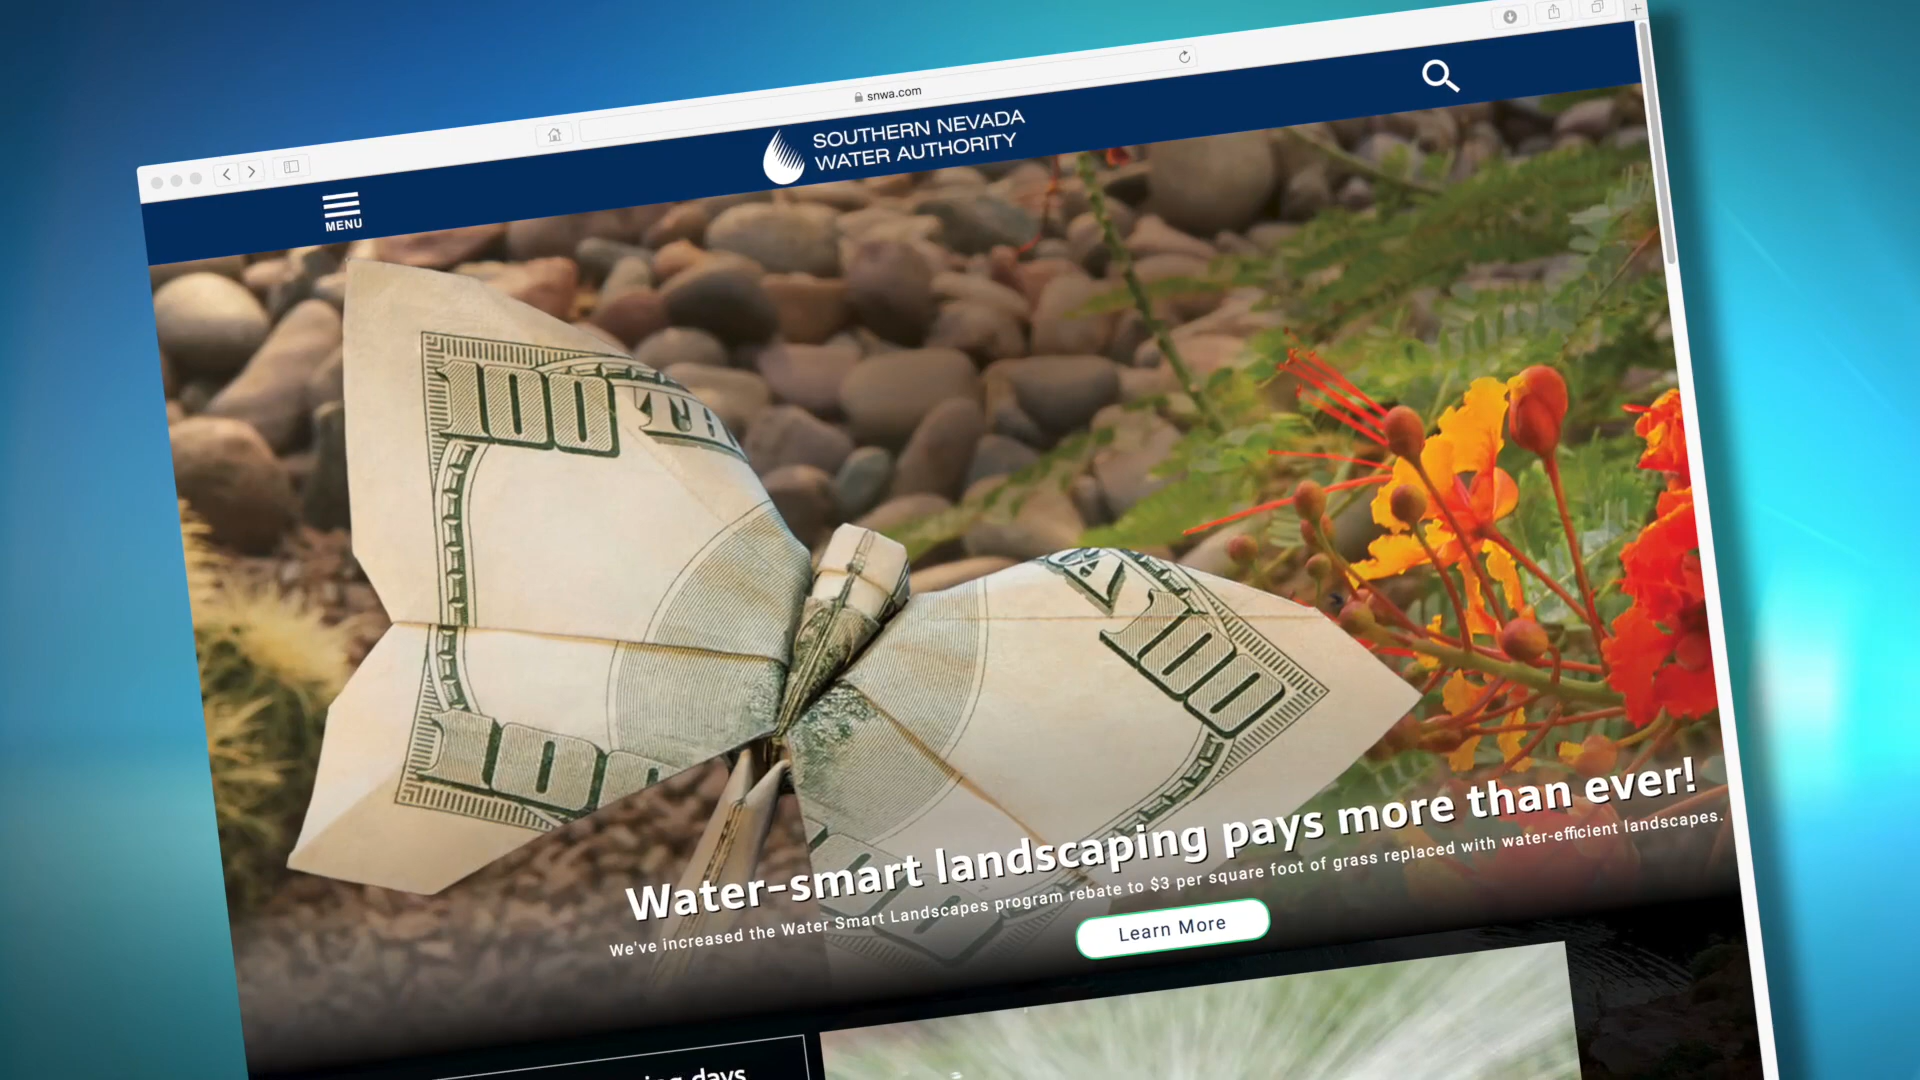 snwa.com
SOUTHERN NEVADA
WATER AUTHORITY
MENU
100 TH
100
100
Water-smart landscaping pays more than ever!
We've increased the Water Smart Landscapes program rebate to $3 per square foot of grass replaced with water-efficient landscapes.
Learn More
days